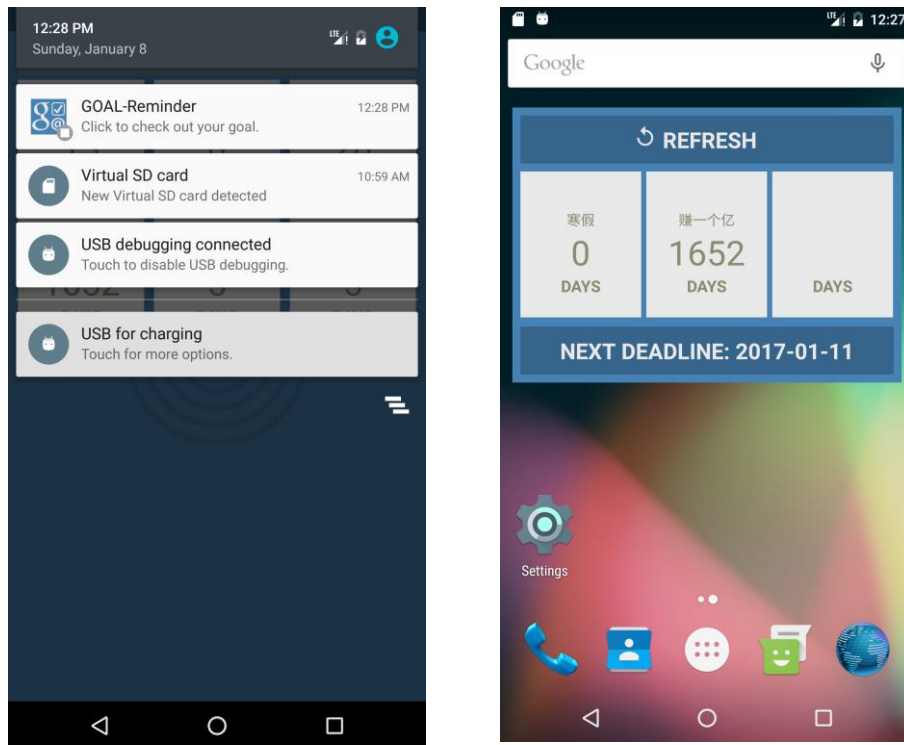 12:28 PM
Sunday, January 8
LTE
GOAL-Reminder
12:28 PM
Click to check out your goal.
Virtual SD card
10:59 AM
New Virtual SD card detected
USB debugging connected
Touch to disable USB debugging.
USB for charging
Touch for more options.
LTE
12:27
Google
REFRESH
寒假
赚一个亿
0
1652
DAYS
DAYS
DAYS
NEXT DEADLINE: 2017-01-11
Settings